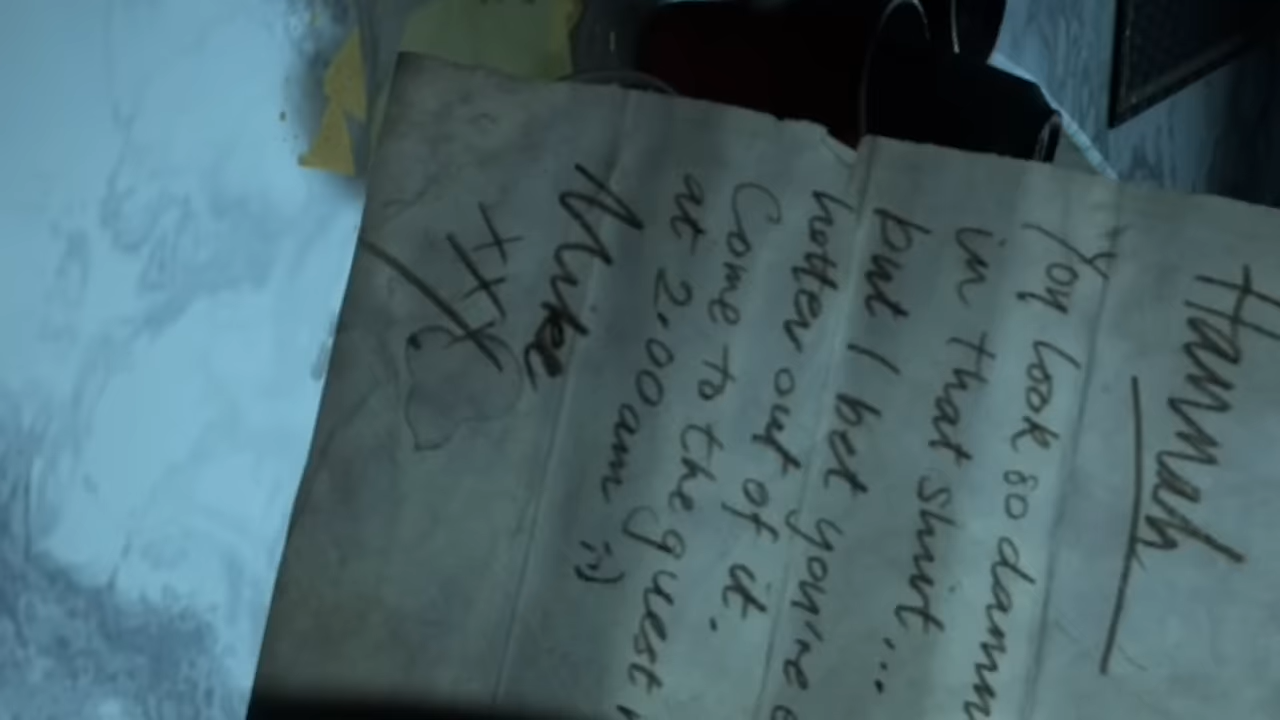 Hannah
You look so damn
in that shirt...
but I bet you're
hotter out of it.
Come to the guest
at 2.00am ;)
Mike
xxx